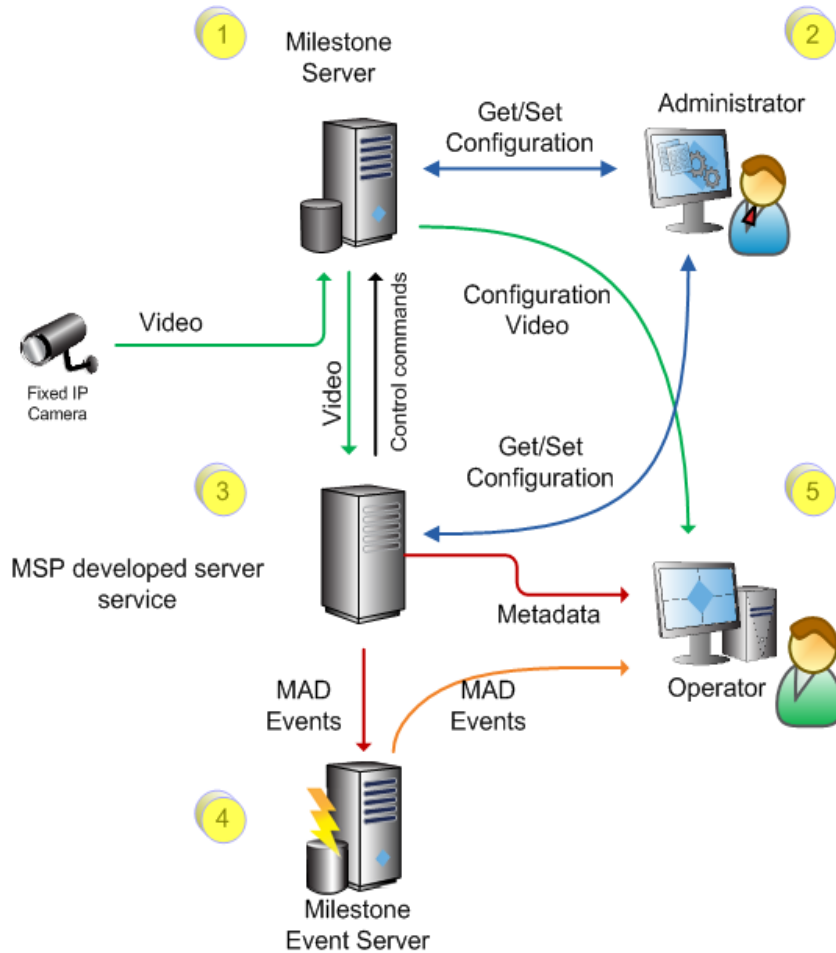 1
Milestone
Server
2
Administrator
Get/Set
Configuration
Configuration
Video
Video
Fixed IP
Camera
Video
Control commands
Get/Set
Configuration
3
5
MSP developed server
service
Metadata
MAD
Events
MAD
Events
Operator
4
Milestone
Event Server